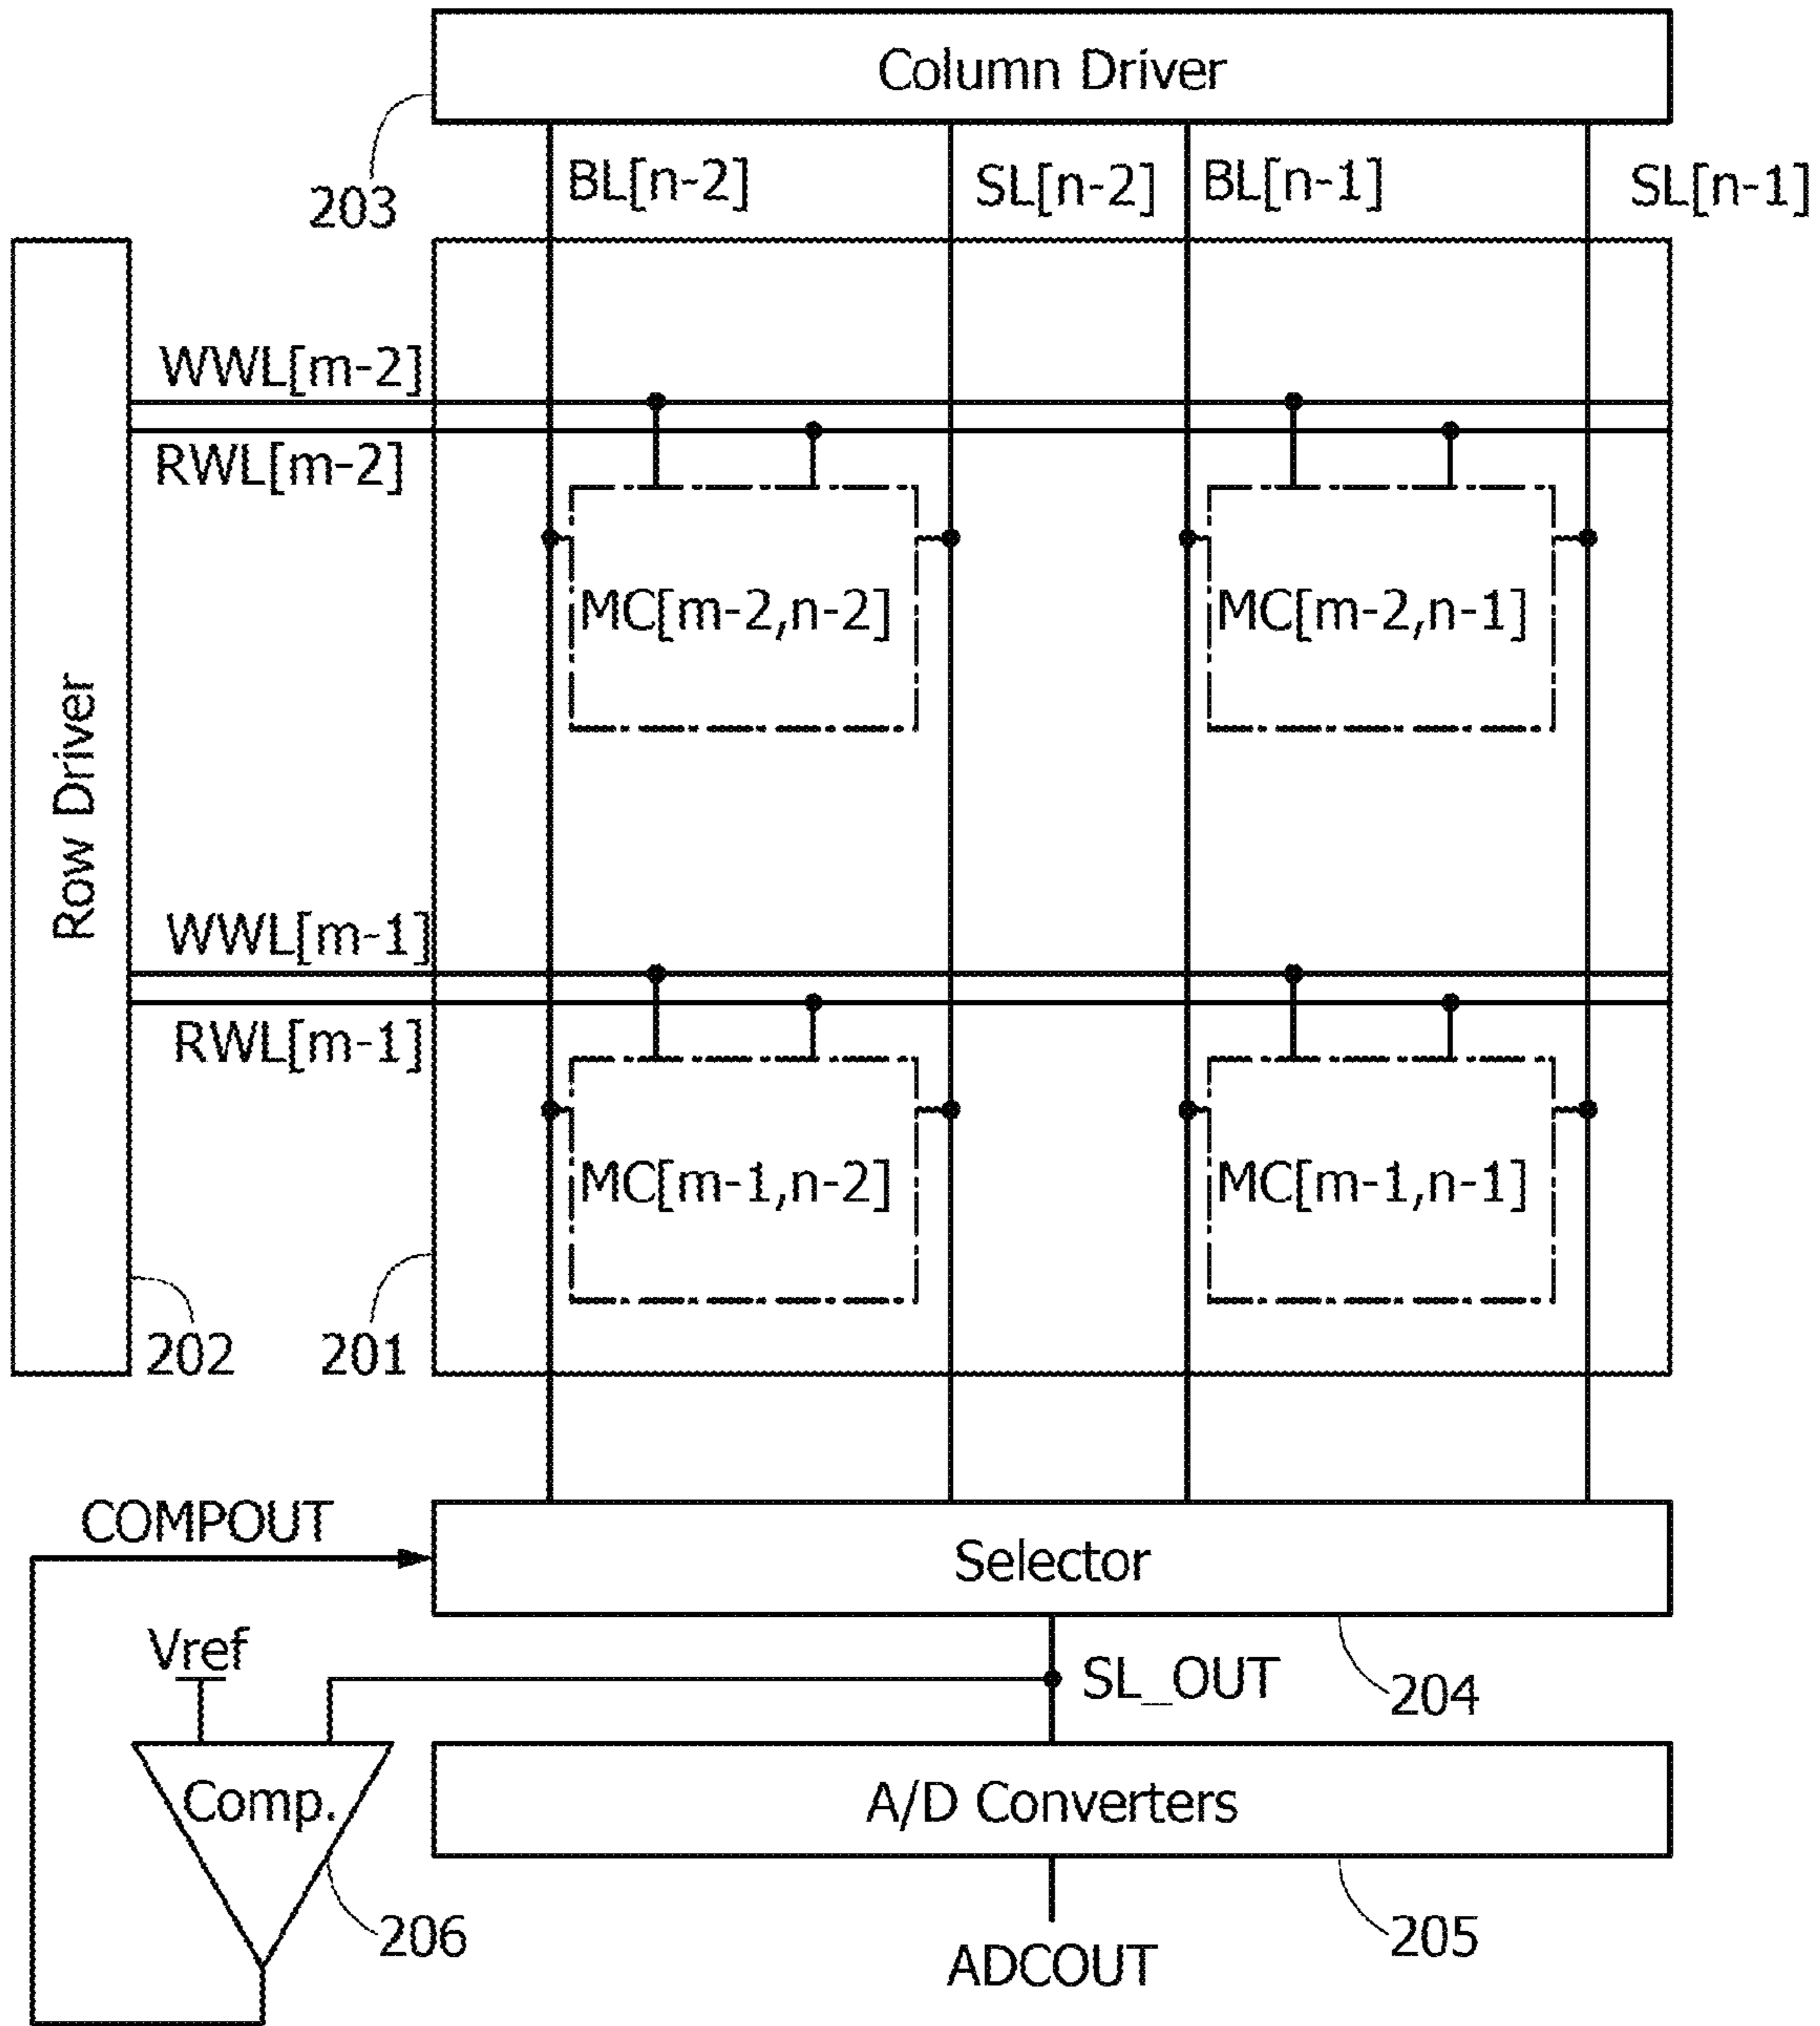 Column Driver
BL[n-2]
SL[n-2]
BL[n-1]
SL[n-1]
203
WWL[m-2]
RWL[m-2]
MC[m-2,n-2]
MC[m-2,n-1]
Row Driver
WWL[m-1]
RWL[m-1]
MC[m-1,n-2]
MC[m-1,n-1]
202
201
COMPOUT
Selector
Vref
SL_OUT
204
Comp.
A/D Converters
206
ADCOUT
205